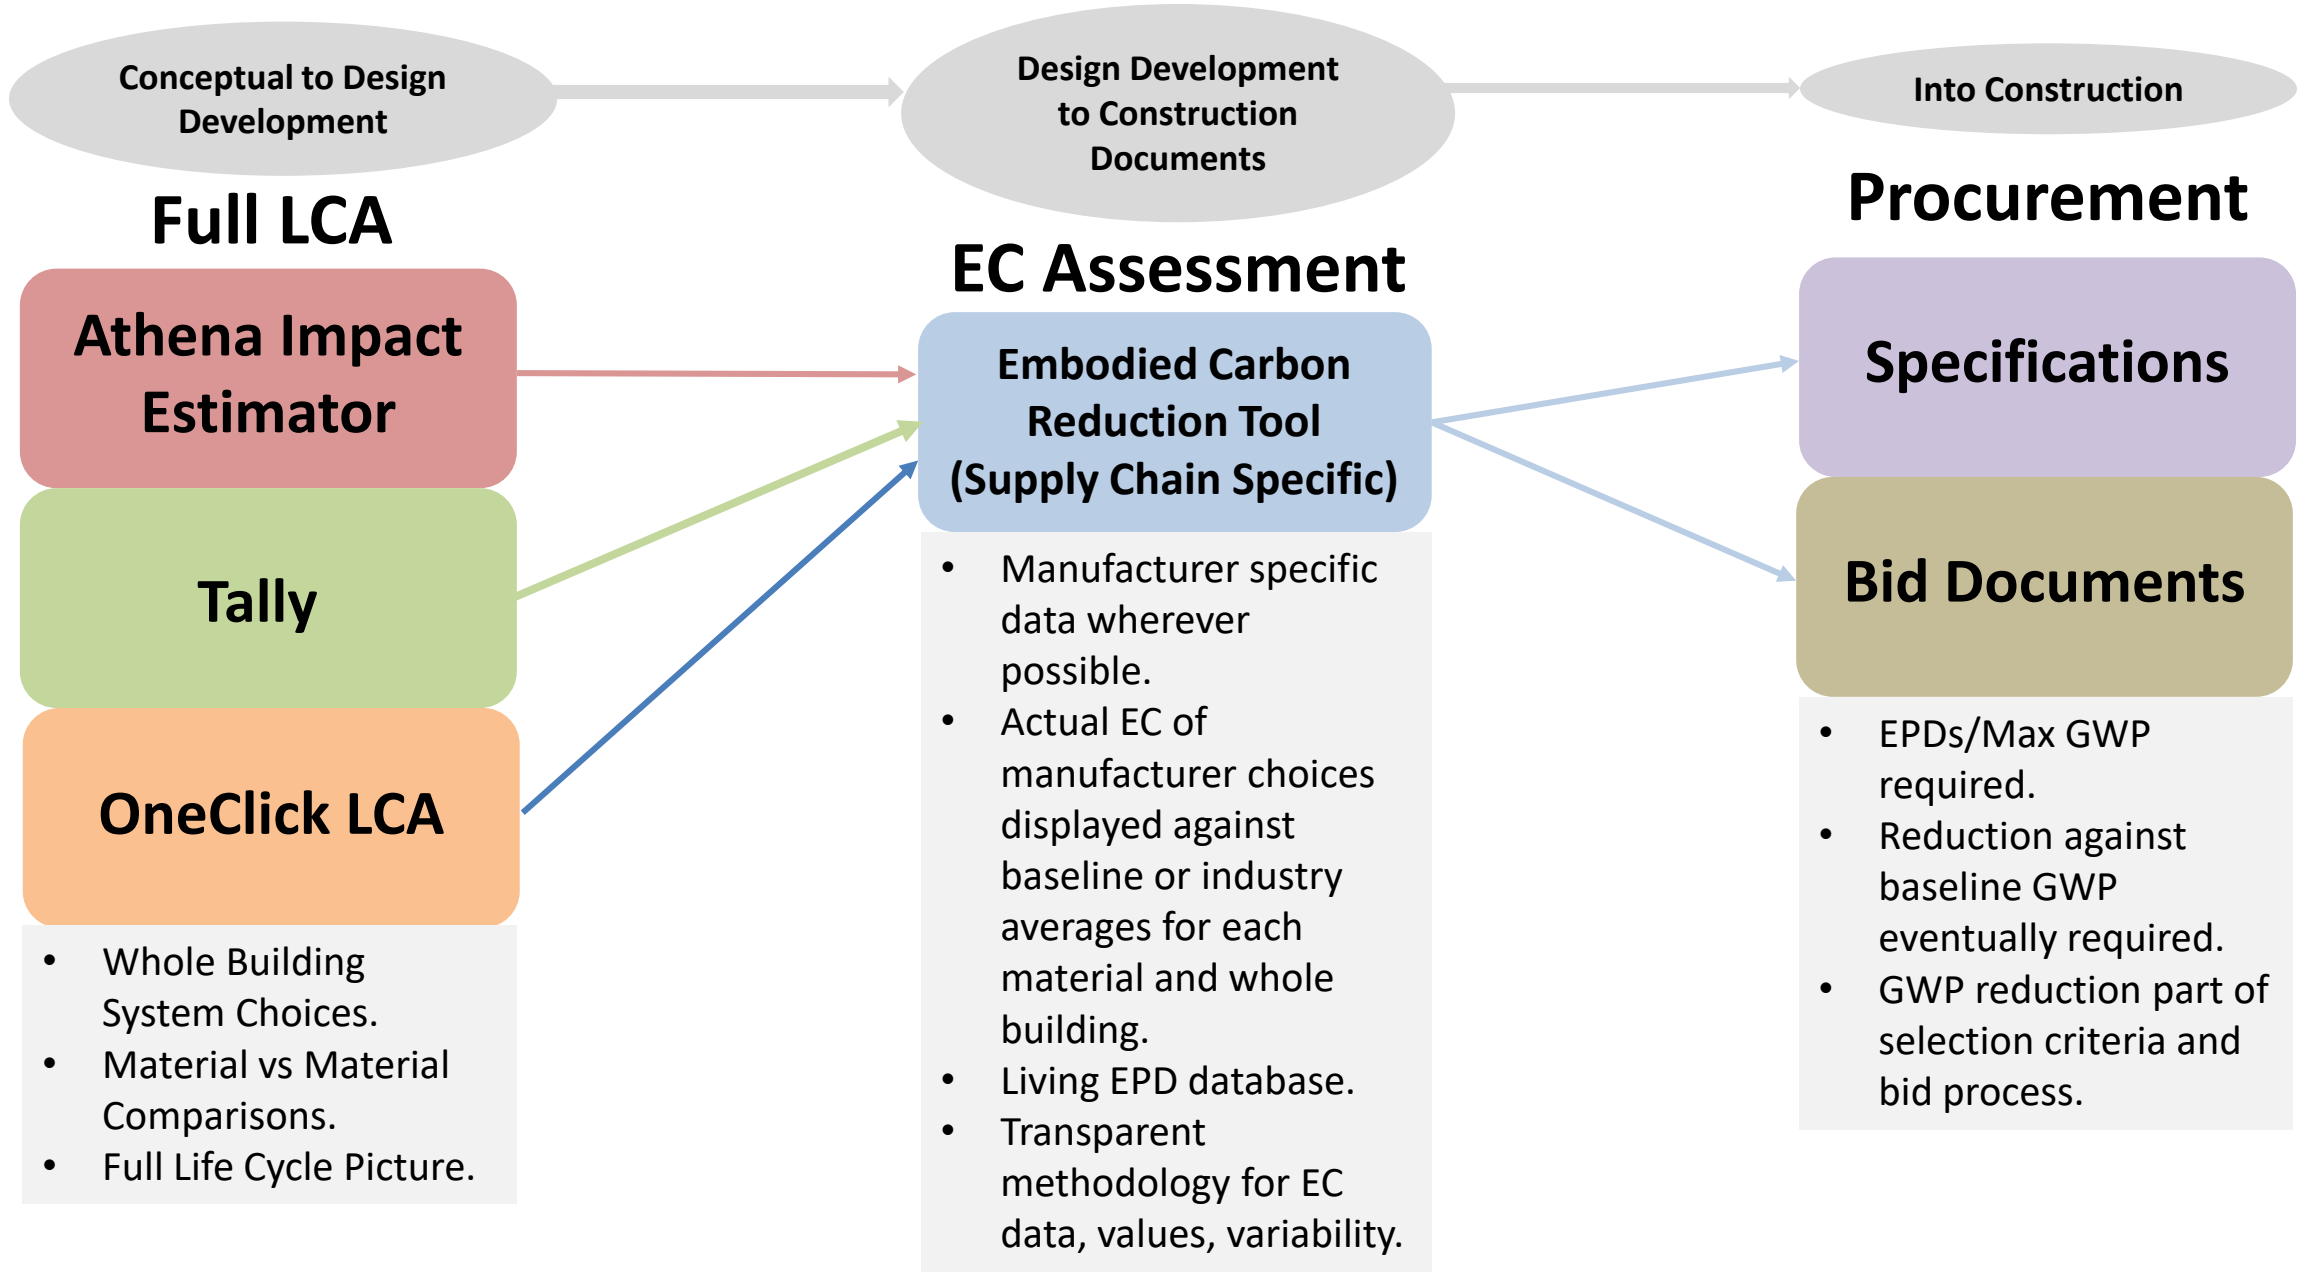 Conceptual to Design
Development
Design Development
to Construction
Documents
Into Construction
Full LCA
Athena Impact
Estimator
Tally
OneClick LCA
• Whole Building
System Choices.
• Material vs Material
Comparisons.
• Full Life Cycle Picture.
EC Assessment
Embodied Carbon
Reduction Tool
(Supply Chain Specific)
• Manufacturer specific
data wherever
possible.
• Actual EC of
manufacturer choices
displayed against
baseline or industry
averages for each
material and whole
building.
• Living EPD database.
• Transparent
methodology for EC
data, values, variability.
Procurement
Specifications
Bid Documents
• EPDs/Max GWP
required.
• Reduction against
baseline GWP
eventually required.
• GWP reduction part of
selection criteria and
bid process.